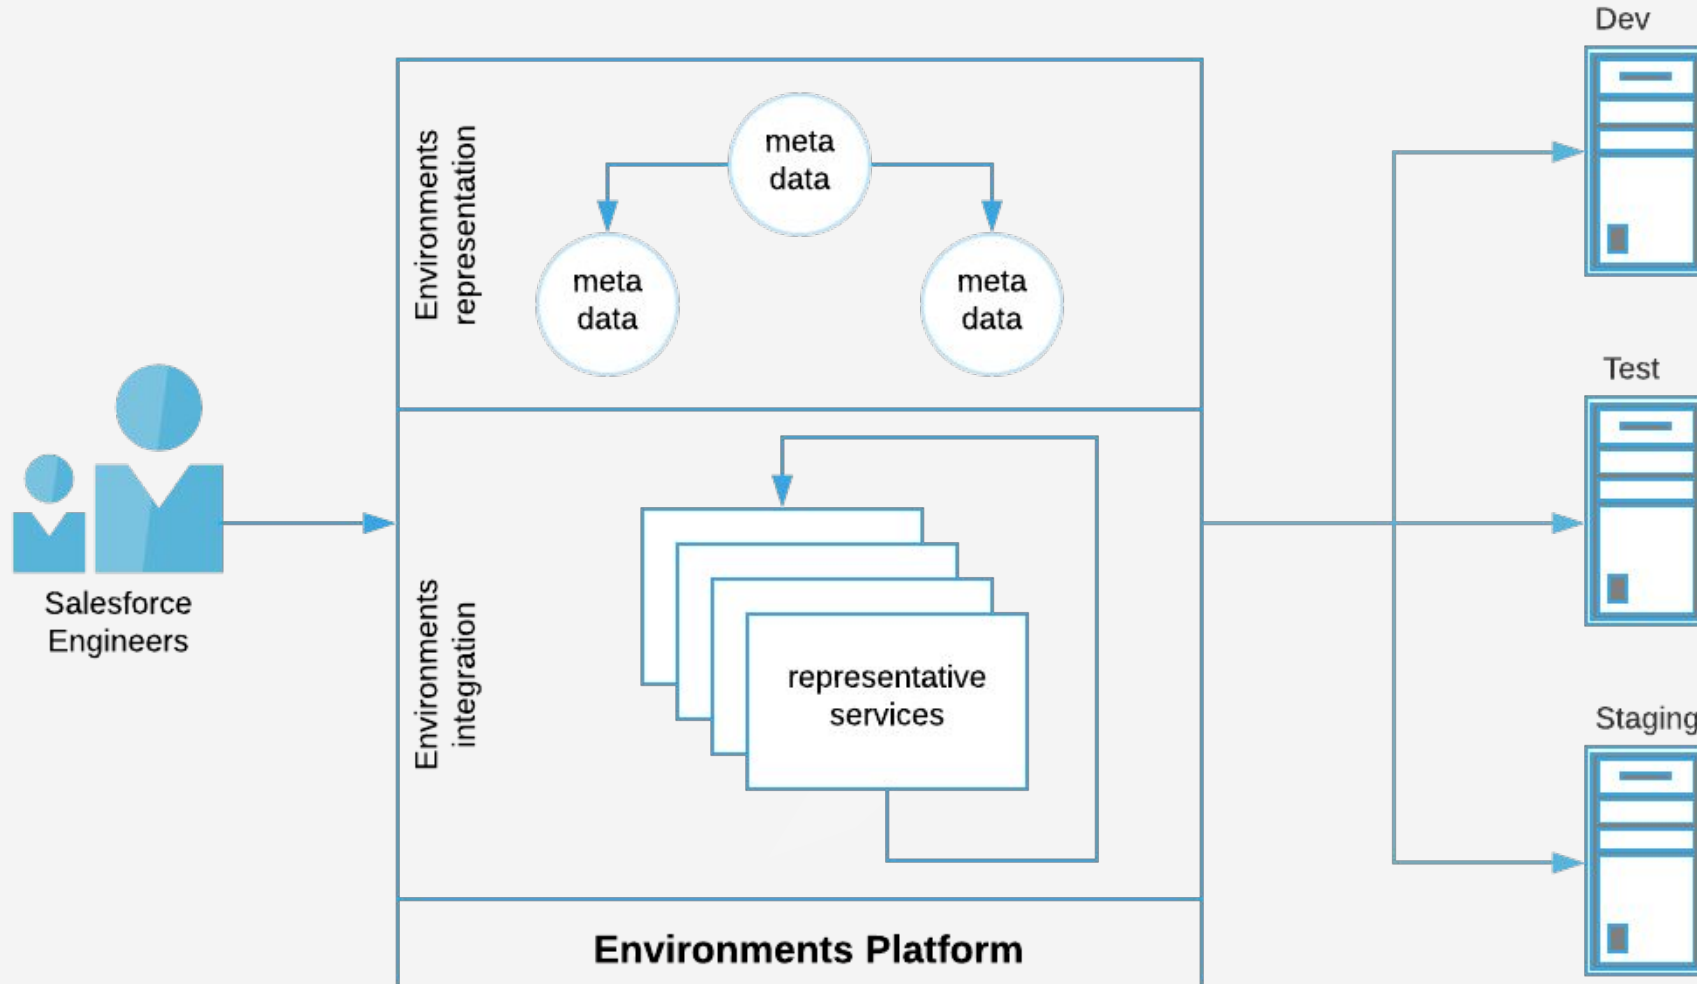 Dev
Environments
representation
meta
data
meta
data
meta
data
Test
Salesforce
Engineers
Environments
integration
representative
services
Staging
Environments Platform